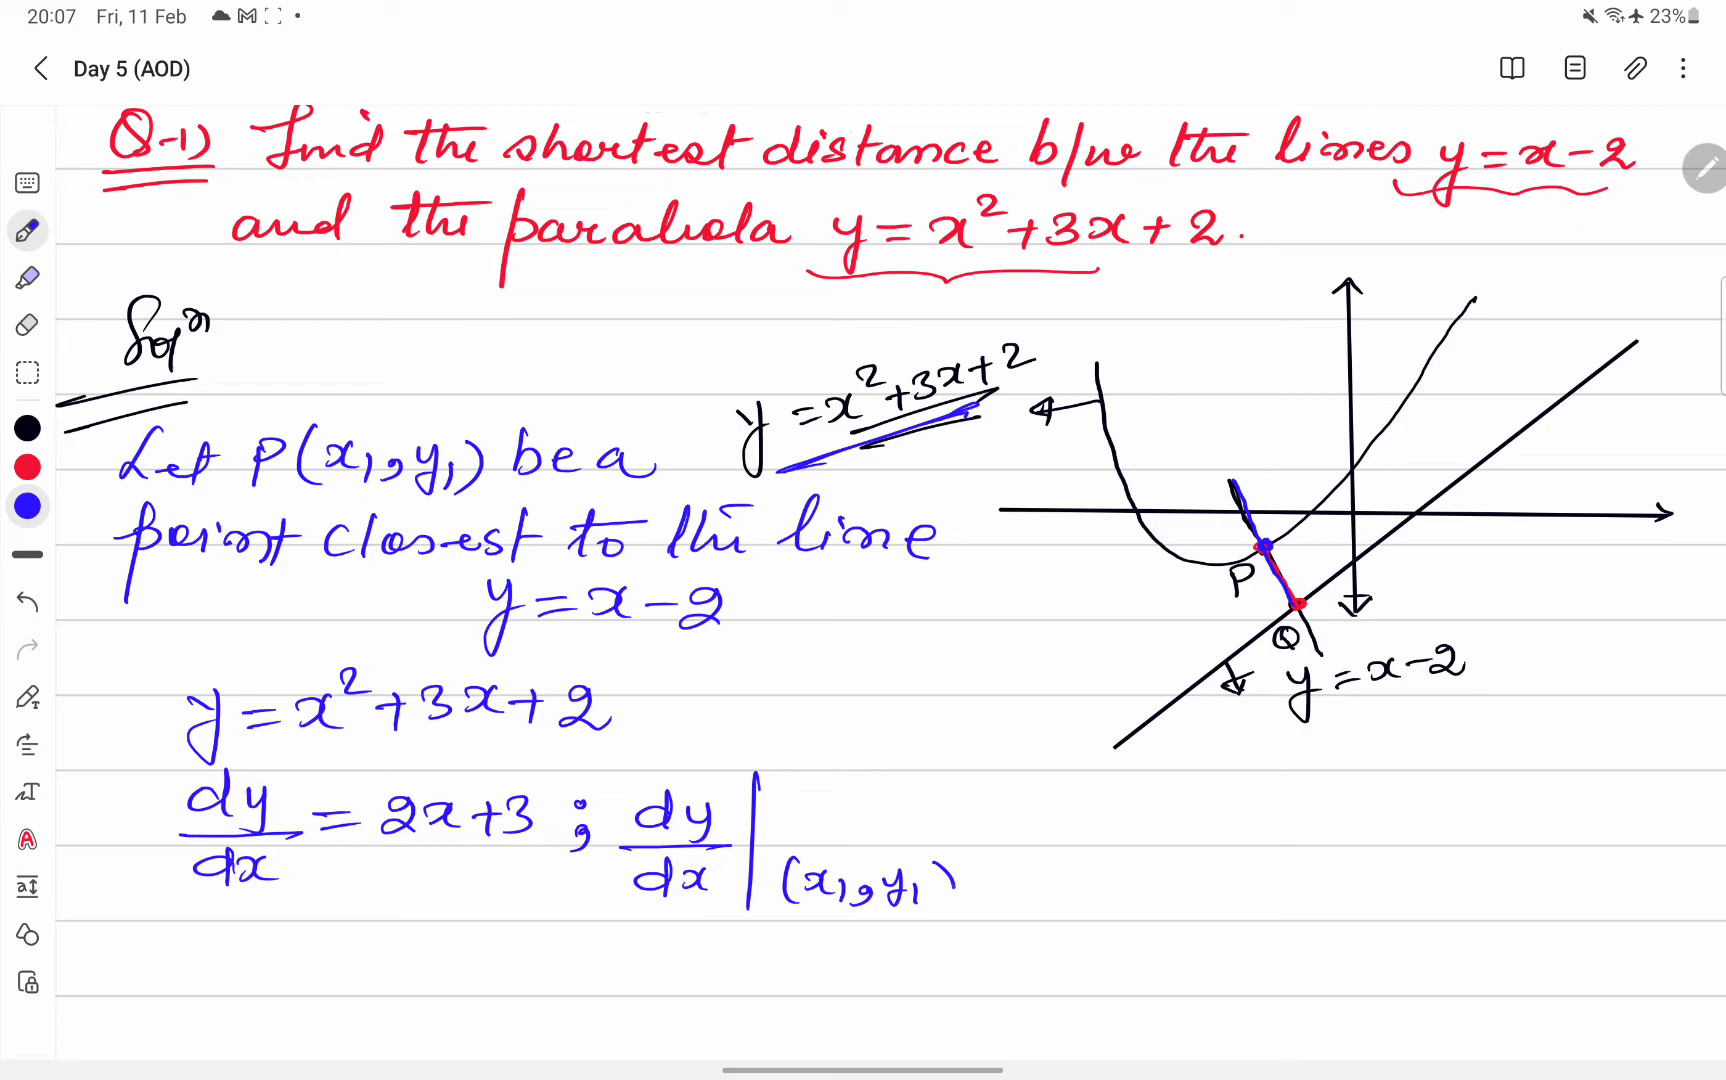 20:07 Fri, 11 Feb
23%
Day 5 (AOD)
Q-1) Find the shortest distance b/w the lines y = x-2
and the parabola y = x²+3x+2.
Solⁿ
y = x²+3x+2
Let P(x₁,y₁) be a
point closest to the line
y = x-2
P
Q
y = x-2
y = x²+3x+2
dy/dx = 2x+3 ; dy/dx | (x₁,y₁)